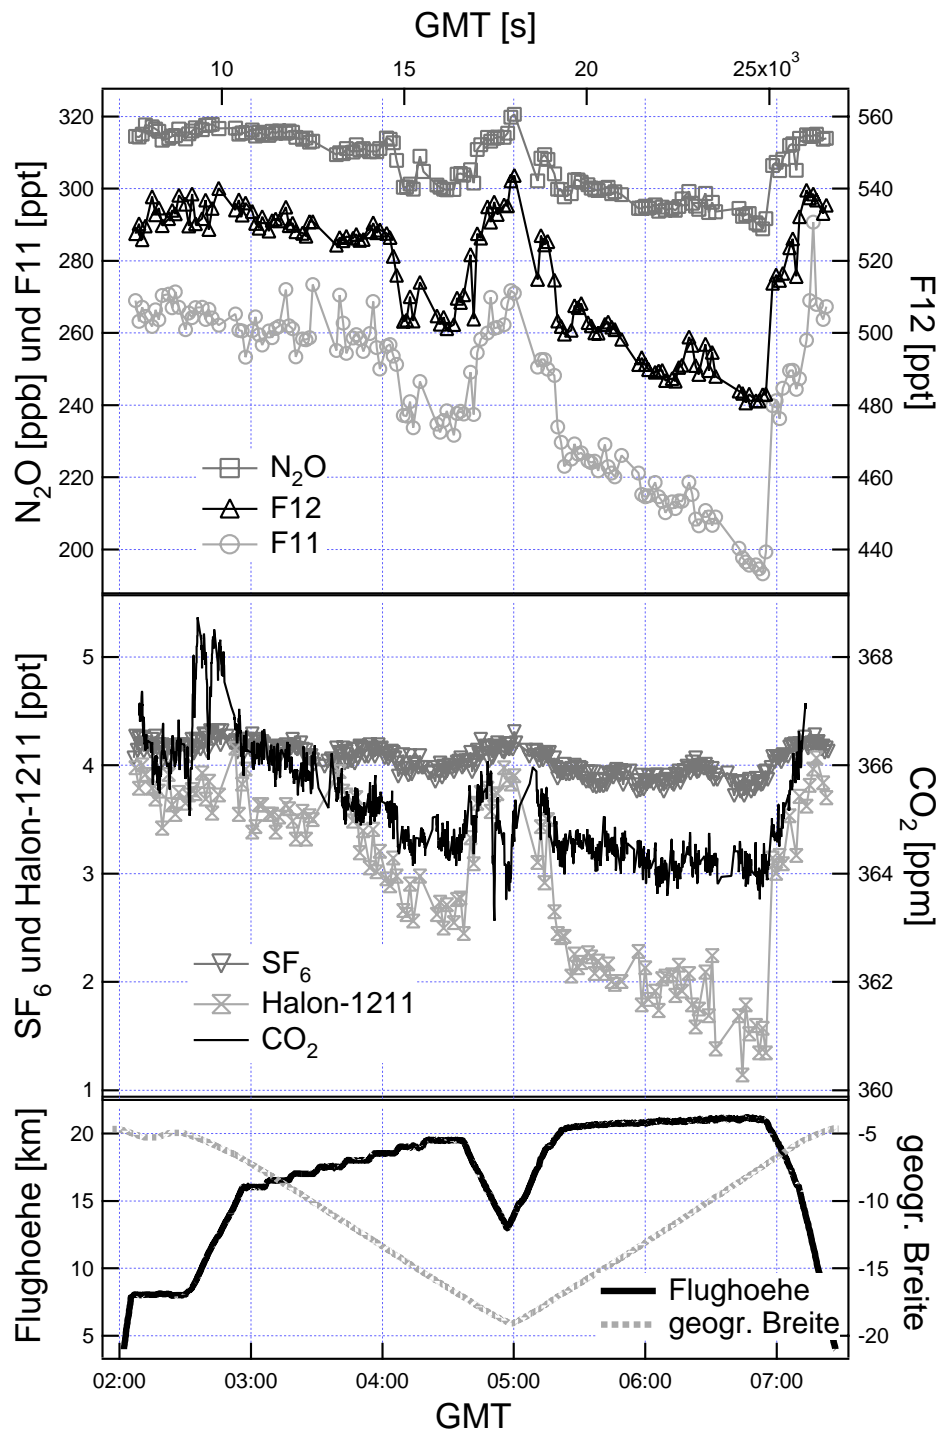 GMT [s]
10 15 20 25x10³
320 560
300 540
280 520
260 500
240 480
220 460
200 440
N₂O [ppb] und F11 [ppt]
F12 [ppt]
N₂O
F12
F11
5 368
4 366
3 364
2 362
1 360
SF₆ und Halon-1211 [ppt]
CO₂ [ppm]
SF₆
Halon-1211
CO₂
20 -5
15 -10
10 -15
5 -20
Flughoehe [km]
geogr. Breite
Flughoehe
geogr. Breite
02:00 03:00 04:00 05:00 06:00 07:00
GMT